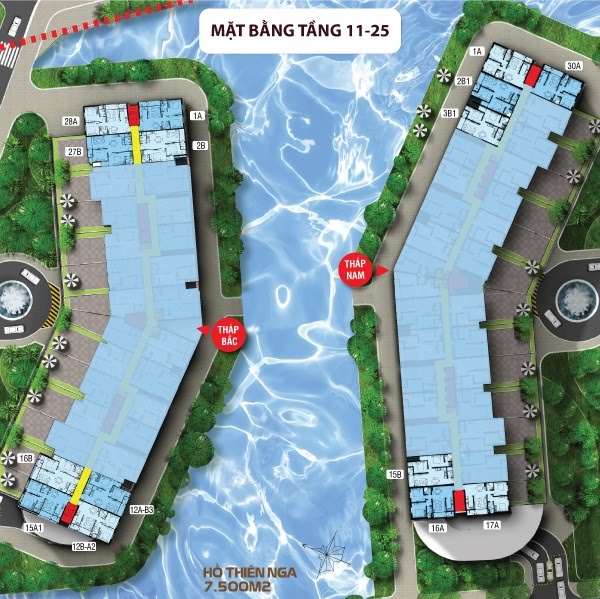 MẶT BẰNG TẦNG 11-25
1A
30A
2B1
3B1
28A
1A
27B
2B
THÁP
NAM
THÁP
BẮC
16B
15B
12A-B3
15A1
12B-A2
16A
17A
HỒ THIÊN NGA
7.500M2